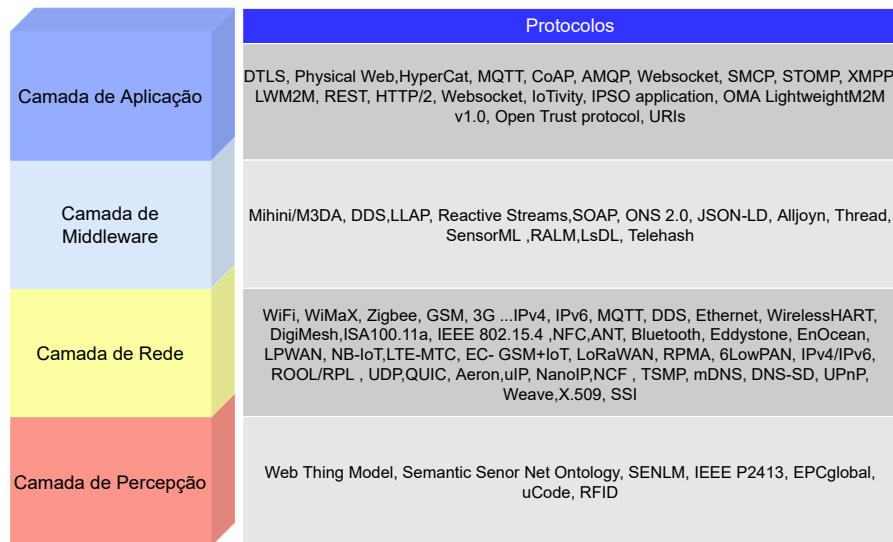 Protocolos
Camada de Aplicação
DTLS, Physical Web,HyperCat, MQTT, CoAP, AMQP, Websocket, SMCP, STOMP, XMPP
LWM2M, REST, HTTP/2, Websocket, IoTivity, IPSO application, OMA LightweightM2M
v1.0, Open Trust protocol, URIs
Camada de
Middleware
Mihini/M3DA, DDS,LLAP, Reactive Streams,SOAP, ONS 2.0, JSON-LD, Alljoyn, Thread,
SensorML ,RALM,LsDL, Telehash
Camada de Rede
WiFi, WiMaX, Zigbee, GSM, 3G ...IPv4, IPv6, MQTT, DDS, Ethernet, WirelessHART,
DigiMesh,ISA100.11a, IEEE 802.15.4 ,NFC,ANT, Bluetooth, Eddystone, EnOcean,
LPWAN, NB-IoT,LTE-MTC, EC- GSM+IoT, LoRaWAN, RPMA, 6LowPAN, IPv4/IPv6,
ROOL/RPL , UDP,QUIC, Aeron,uIP, NanoIP,NCF , TSMP, mDNS, DNS-SD, UPnP,
Weave,X.509, SSI
Camada de Percepção
Web Thing Model, Semantic Senor Net Ontology, SENLM, IEEE P2413, EPCglobal,
uCode, RFID